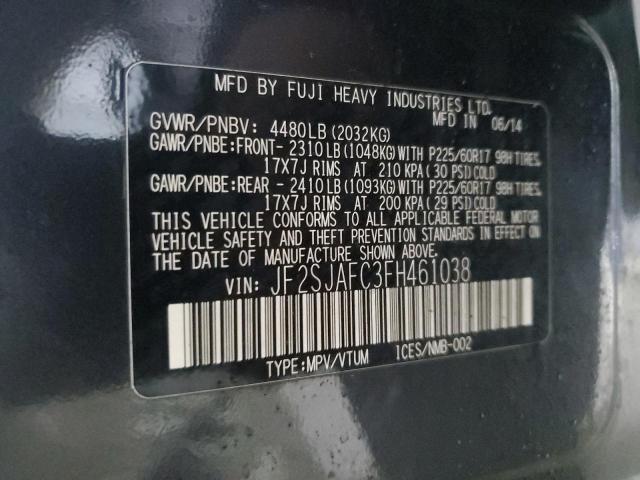 MFD BY FUJI HEAVY INDUSTRIES LTD.
MFD IN 06/14
GVWR/PNBV: 4480LB (2032KG)
GAWR/PNBE:FRONT- 2310LB(1048KG)WITH P225/60R17 98H TIRES.
17X7J RIMS AT 210 KPA (30 PSI)COLD
GAWR/PNBE:REAR - 2410LB(1093KG)WITH P225/60R17 98H TIRES.
17X7J RIMS AT 200 KPA (29 PSI)COLD
THIS VEHICLE CONFORMS TO ALL APPLICABLE FEDERAL MOTOR
VEHICLE SAFETY AND THEFT PREVENTION STANDARDS IN EFFECT ON
THE DATE OF MANUFACTURE SHOWN ABOVE.
VIN: JF2SJAFC3FH461038
TYPE:MPV/VTUM ICES/NMB-002